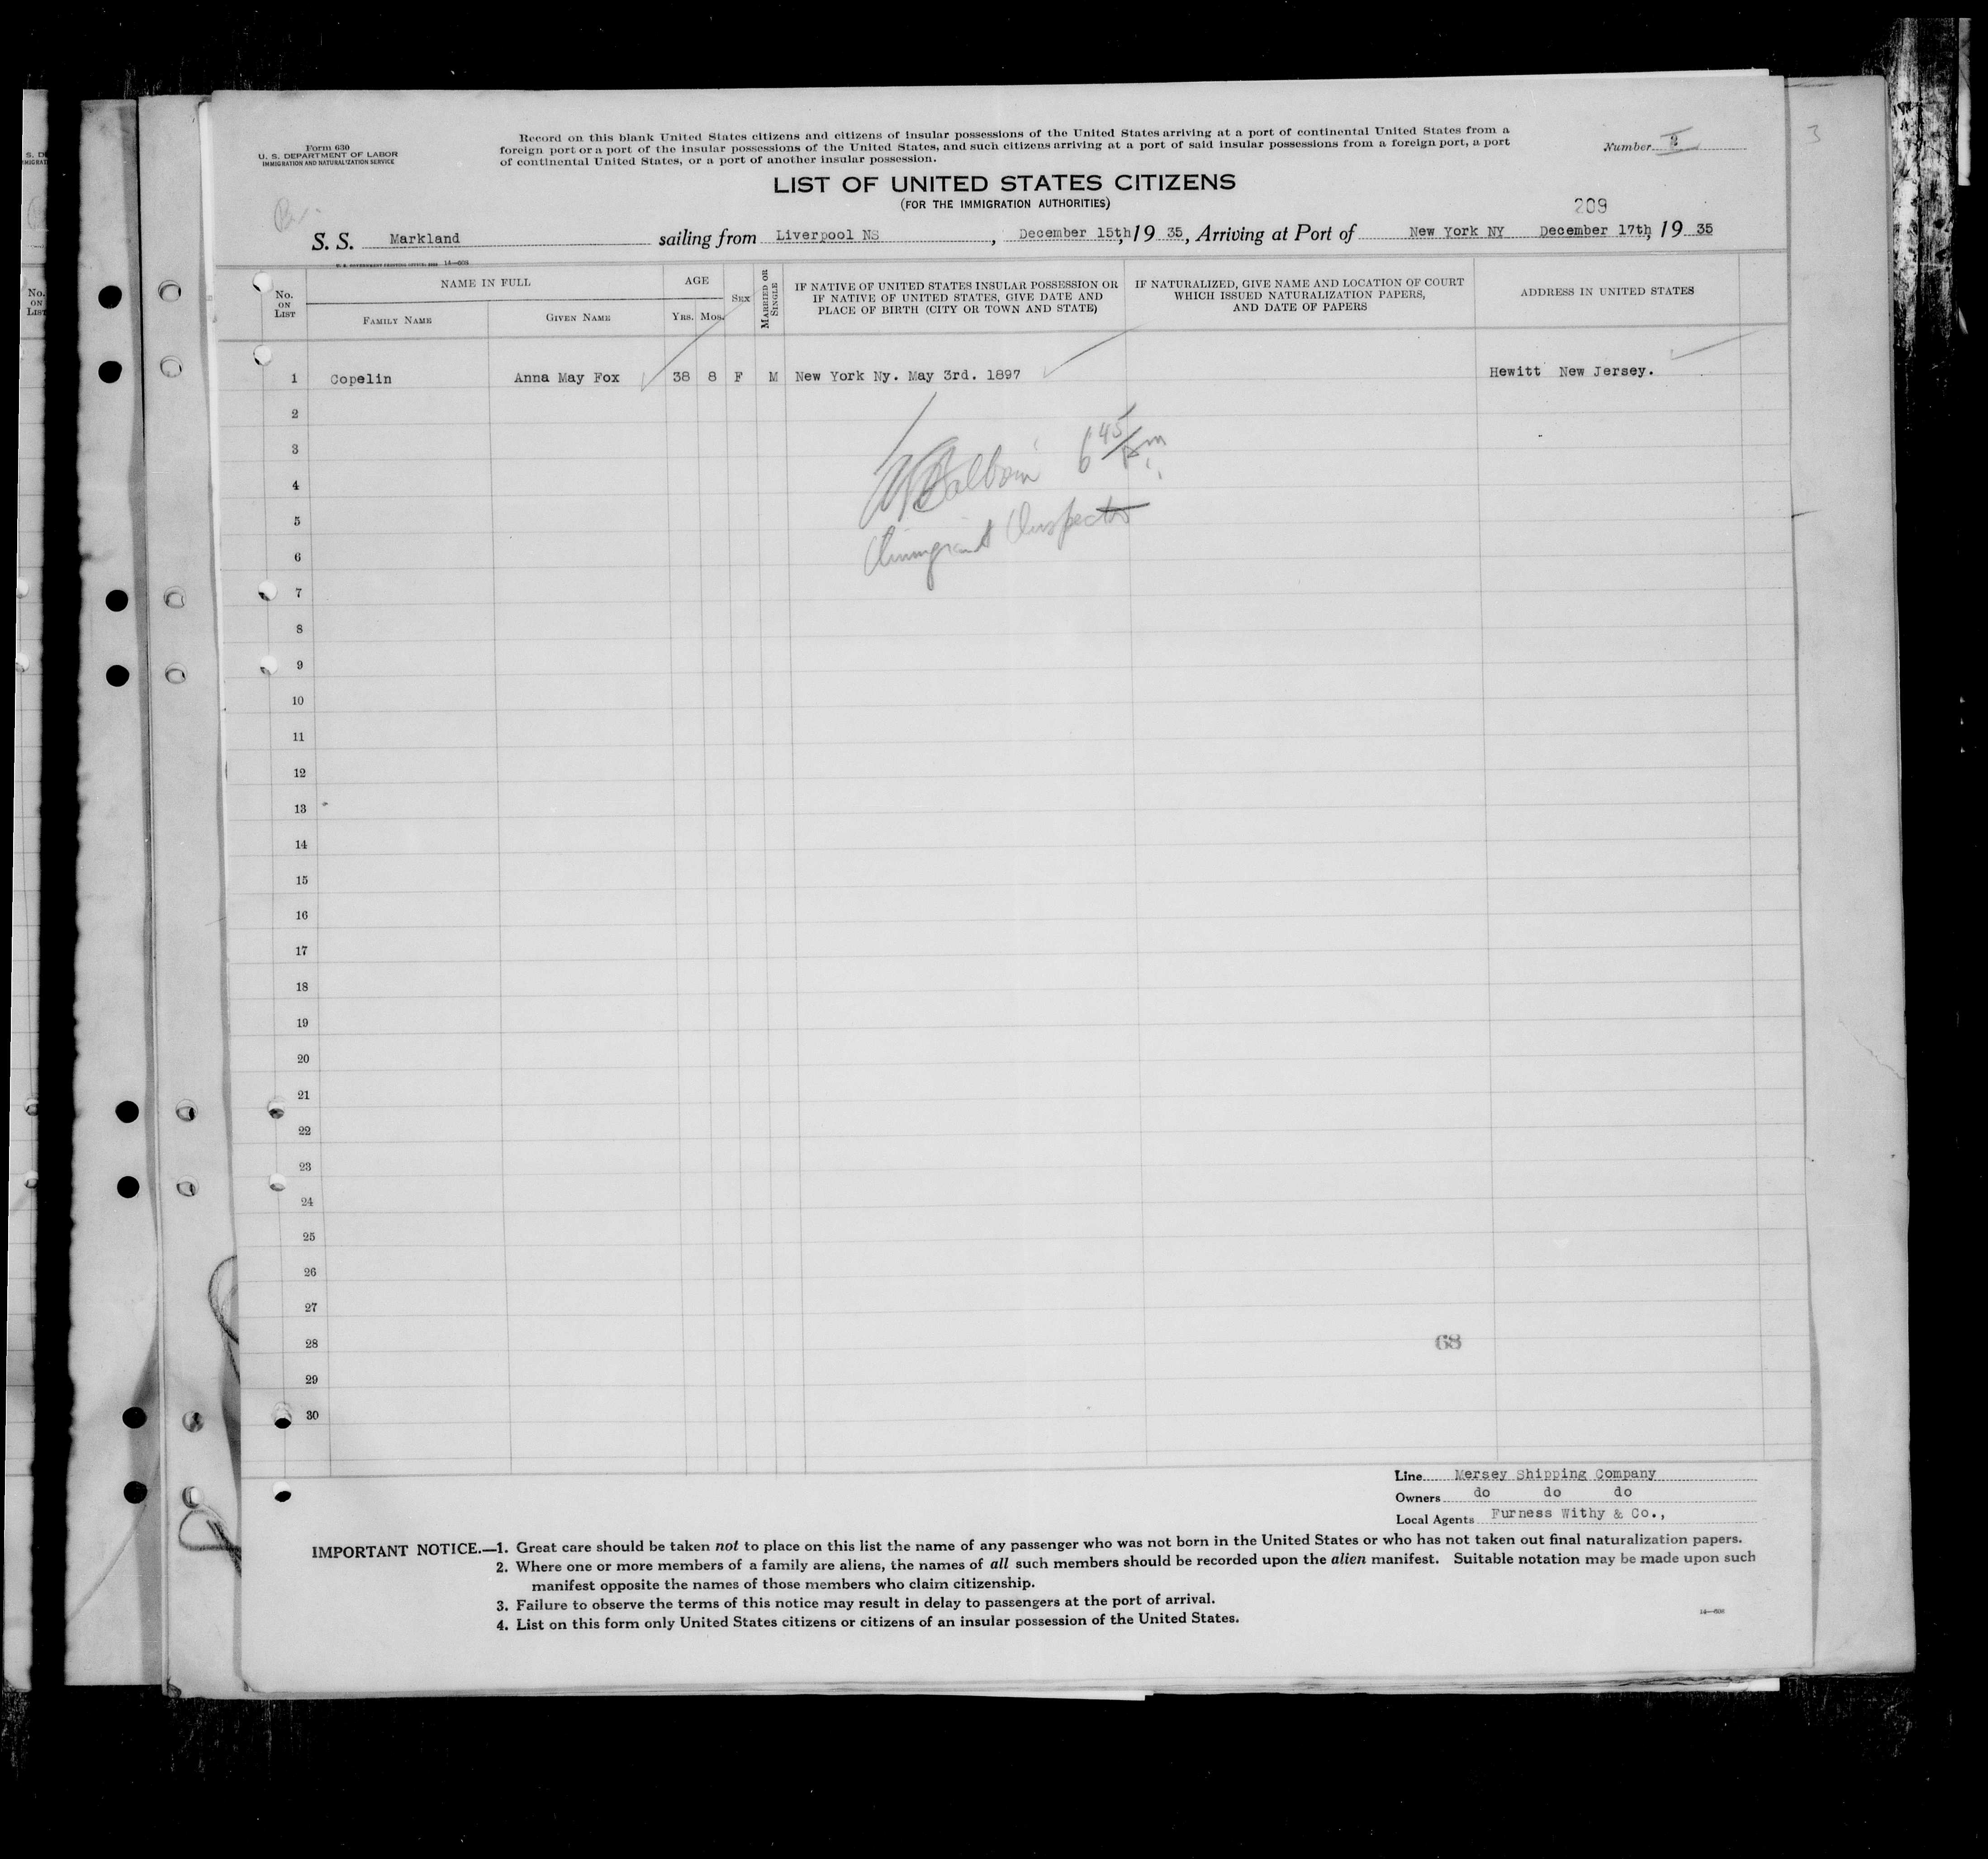 Form 630
U. S. DEPARTMENT OF LABOR
IMMIGRATION AND NATURALIZATION SERVICE
Record on this blank United States citizens and citizens of insular possessions of the United States arriving at a port of continental United States from a
foreign port or a port of the insular possessions of the United States, and such citizens arriving at a port of said insular possessions from a foreign port, a port
of continental United States, or a port of another insular possession.
Number
3
LIST OF UNITED STATES CITIZENS
(FOR THE IMMIGRATION AUTHORITIES)
209
S. S. Markland sailing from Liverpool NS, December 15th, 19 35, Arriving at Port of New York NY December 17th, 19 35
No. ON LIST
NAME IN FULL
FAMILY NAME
GIVEN NAME
AGE
YRS. MOS.
SEX
MARRIED OR SINGLE
IF NATIVE OF UNITED STATES INSULAR POSSESSION OR
IF NATIVE OF UNITED STATES, GIVE DATE AND
PLACE OF BIRTH (CITY OR TOWN AND STATE)
IF NATURALIZED, GIVE NAME AND LOCATION OF COURT
WHICH ISSUED NATURALIZATION PAPERS,
AND DATE OF PAPERS
ADDRESS IN UNITED STATES
1 Copelin Anna May Fox 38 8 F M New York Ny. May 3rd. 1897 Hewitt New Jersey.
2
3
4
5
6
Immigrant Inspector
7
8
9
10
11
12
13
14
15
16
17
18
19
20
21
22
23
24
25
26
27
28
68
29
30
Line Mersey Shipping Company
Owners do do do
Local Agents Furness Withy & Co.,
IMPORTANT NOTICE.—1. Great care should be taken not to place on this list the name of any passenger who was not born in the United States or who has not taken out final naturalization papers.
2. Where one or more members of a family are aliens, the names of all such members should be recorded upon the alien manifest. Suitable notation may be made upon such
manifest opposite the names of those members who claim citizenship.
3. Failure to observe the terms of this notice may result in delay to passengers at the port of arrival.
4. List on this form only United States citizens or citizens of an insular possession of the United States.
14—608